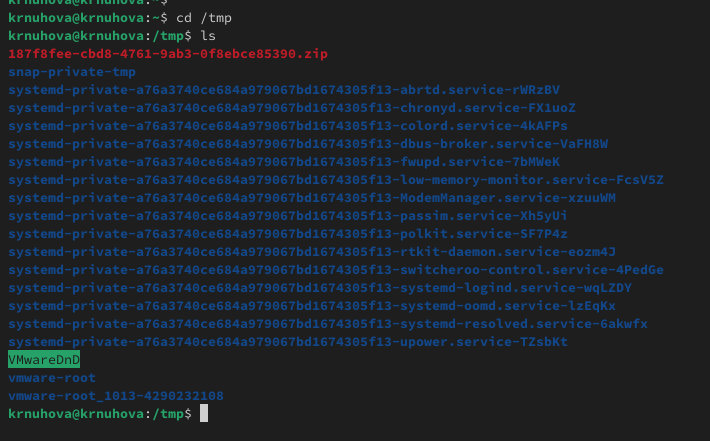 krnuhova@krnuhova:~$
krnuhova@krnuhova:~$ cd /tmp
krnuhova@krnuhova:/tmp$ ls
187f8fee-cbd8-4761-9ab3-0f8ebce85390.zip
snap-private-tmp
systemd-private-a76a3740ce684a979067bd1674305f13-abrtd.service-rWRzBV
systemd-private-a76a3740ce684a979067bd1674305f13-chronyd.service-FX1uoZ
systemd-private-a76a3740ce684a979067bd1674305f13-colord.service-4kAFPs
systemd-private-a76a3740ce684a979067bd1674305f13-dbus-broker.service-VaFH8W
systemd-private-a76a3740ce684a979067bd1674305f13-fwupd.service-7bMWeK
systemd-private-a76a3740ce684a979067bd1674305f13-low-memory-monitor.service-FcsV5Z
systemd-private-a76a3740ce684a979067bd1674305f13-ModemManager.service-xzuuWM
systemd-private-a76a3740ce684a979067bd1674305f13-passim.service-Xh5yUi
systemd-private-a76a3740ce684a979067bd1674305f13-polkit.service-SF7P4z
systemd-private-a76a3740ce684a979067bd1674305f13-rtkit-daemon.service-eozm4J
systemd-private-a76a3740ce684a979067bd1674305f13-switcheroo-control.service-4PedGe
systemd-private-a76a3740ce684a979067bd1674305f13-systemd-logind.service-wqLZDY
systemd-private-a76a3740ce684a979067bd1674305f13-systemd-oomd.service-lzEqKx
systemd-private-a76a3740ce684a979067bd1674305f13-systemd-resolved.service-6akwfx
systemd-private-a76a3740ce684a979067bd1674305f13-upower.service-TZsbKt
VMwareDnD
vmware-root
vmware-root_1013-4290232108
krnuhova@krnuhova:/tmp$